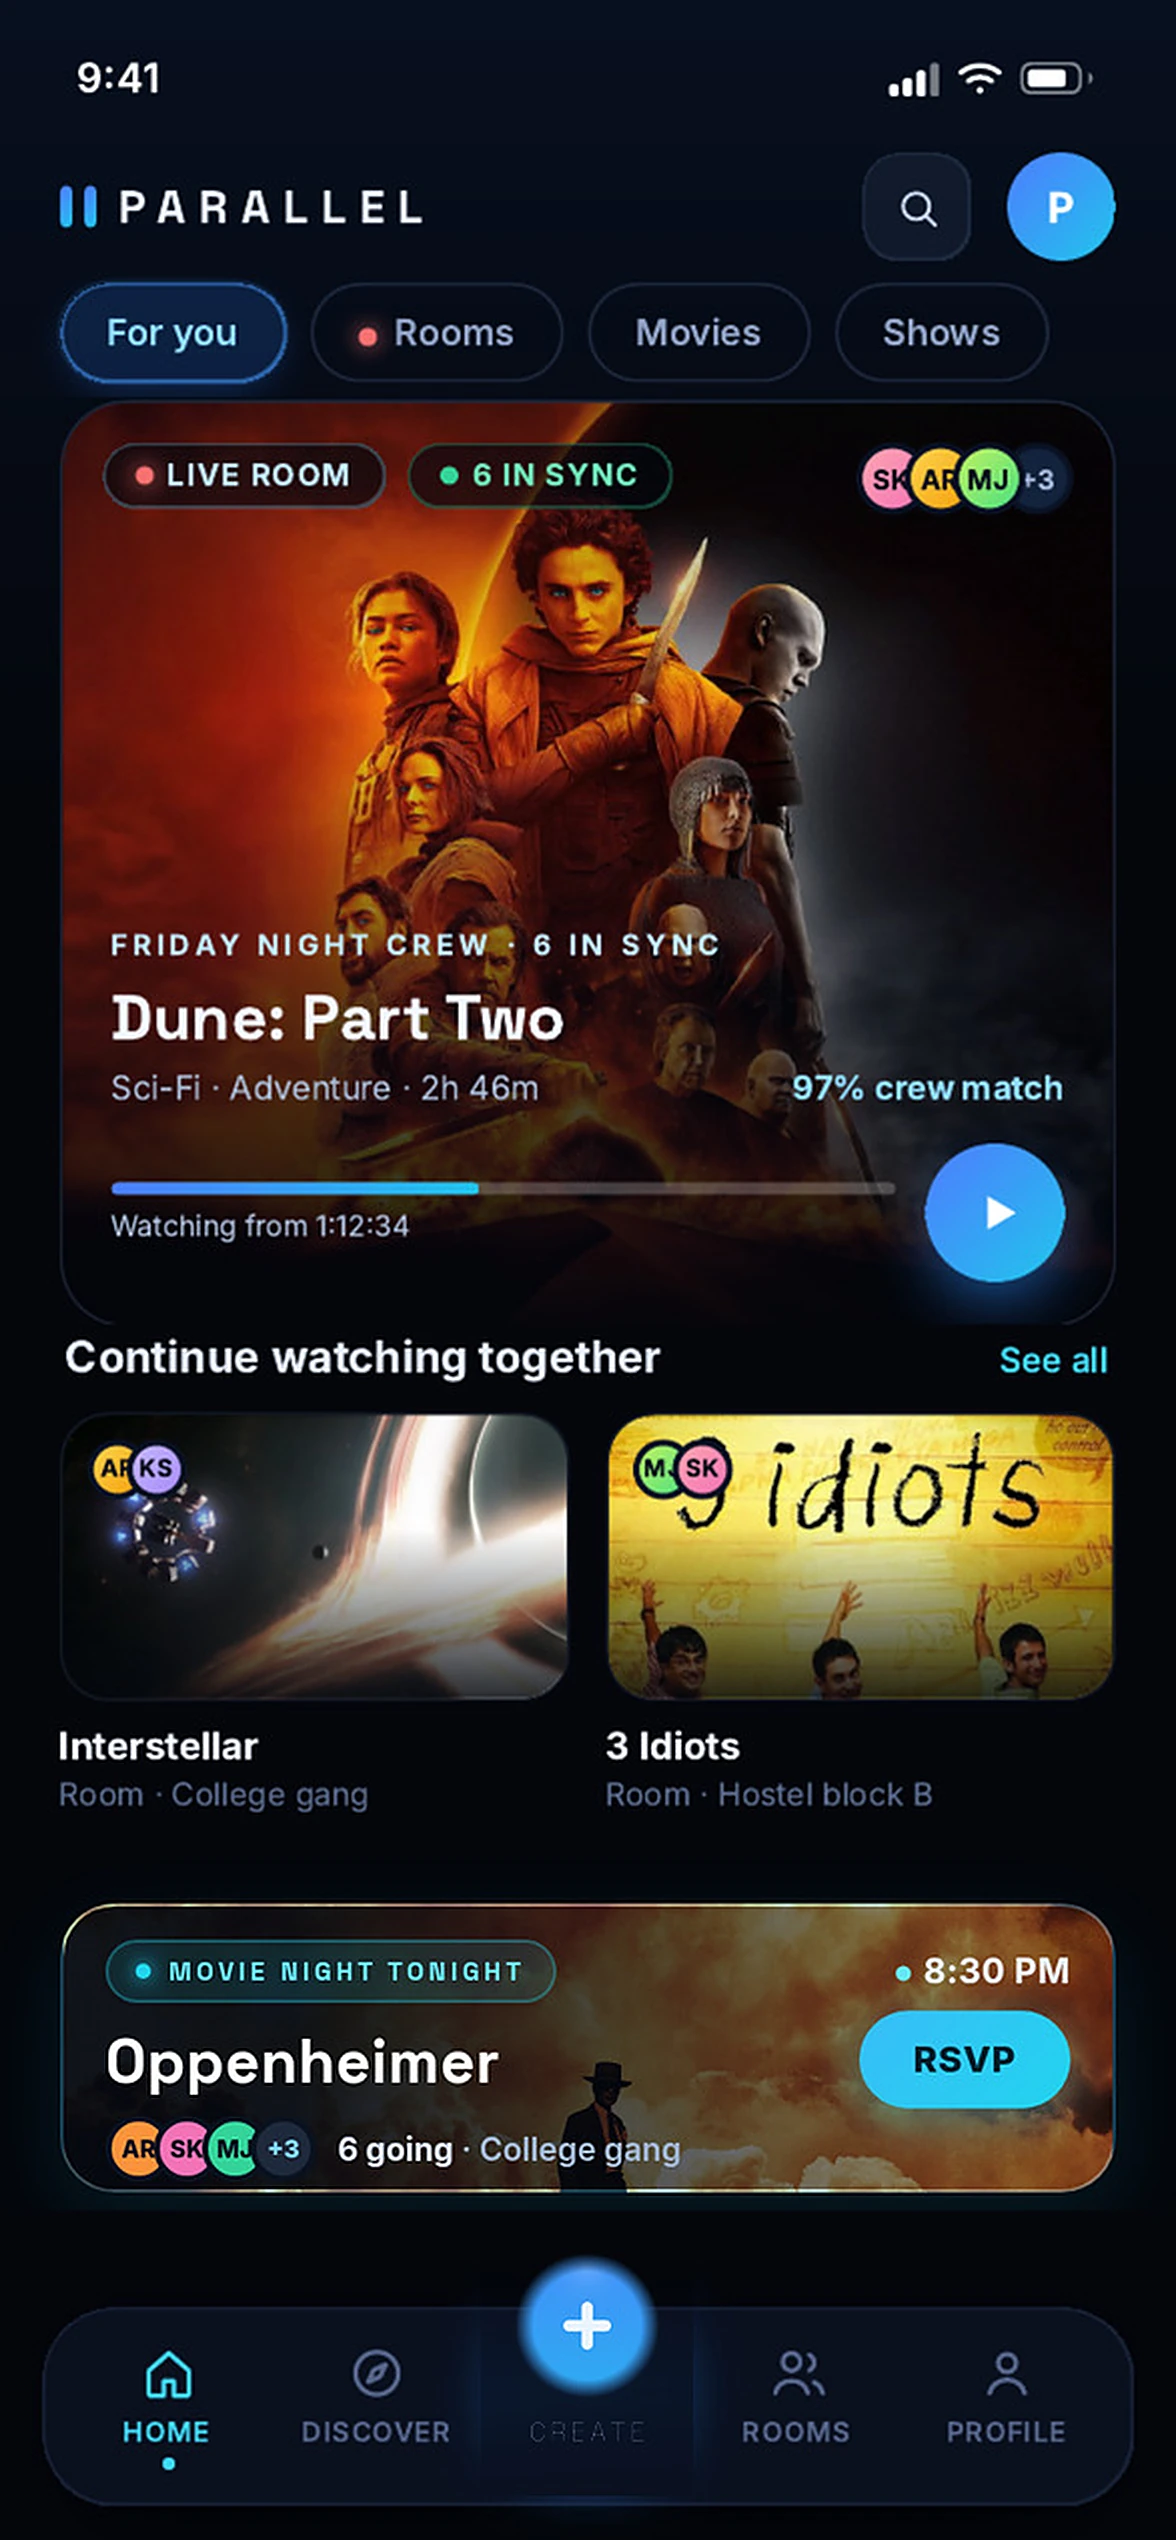 9:41
PARALLEL
P
For you
Rooms
Movies
Shows
LIVE ROOM
6 IN SYNC
SK AR MJ +3
FRIDAY NIGHT CREW · 6 IN SYNC
Dune: Part Two
Sci-Fi · Adventure · 2h 46m
97% crew match
Watching from 1:12:34
Continue watching together
See all
AR KS
MJ SK
3 idiots
Interstellar
Room · College gang
3 Idiots
Room · Hostel block B
MOVIE NIGHT TONIGHT
8:30 PM
Oppenheimer
RSVP
AR SK MJ +3
6 going · College gang
HOME
DISCOVER
CREATE
ROOMS
PROFILE